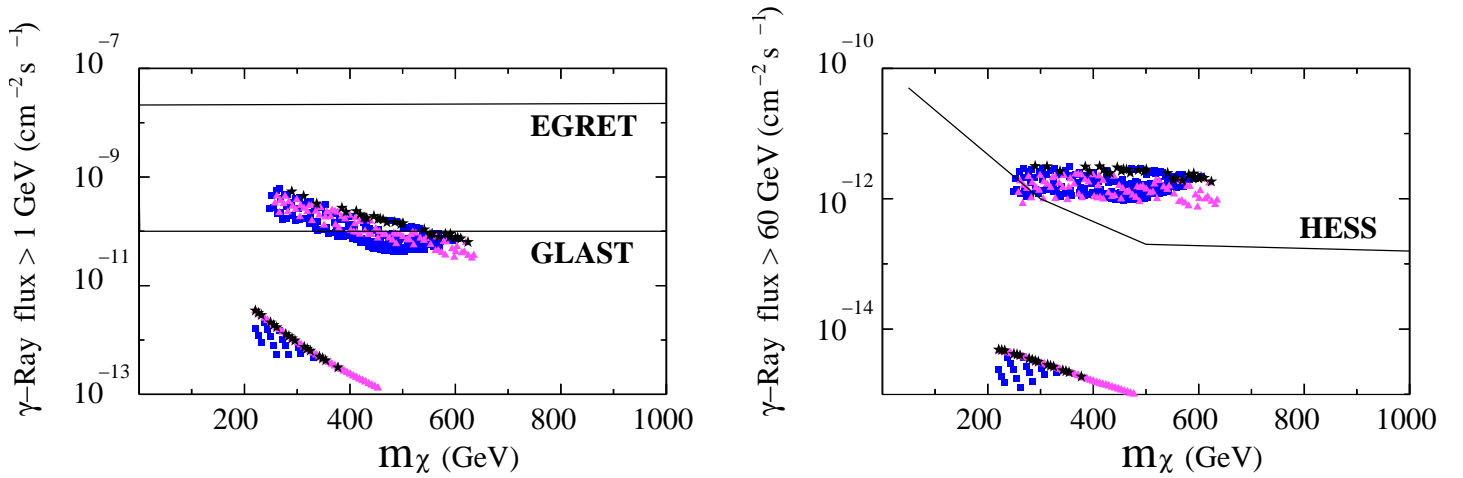 γ−Ray flux > 1 GeV (cm⁻² s⁻¹)
10⁻⁷
10⁻⁹
10⁻¹¹
10⁻¹³
EGRET
GLAST
200 400 600 800 1000
mχ (GeV)
γ−Ray flux > 60 GeV (cm⁻² s⁻¹)
10⁻¹⁰
10⁻¹²
10⁻¹⁴
HESS
200 400 600 800 1000
mχ (GeV)